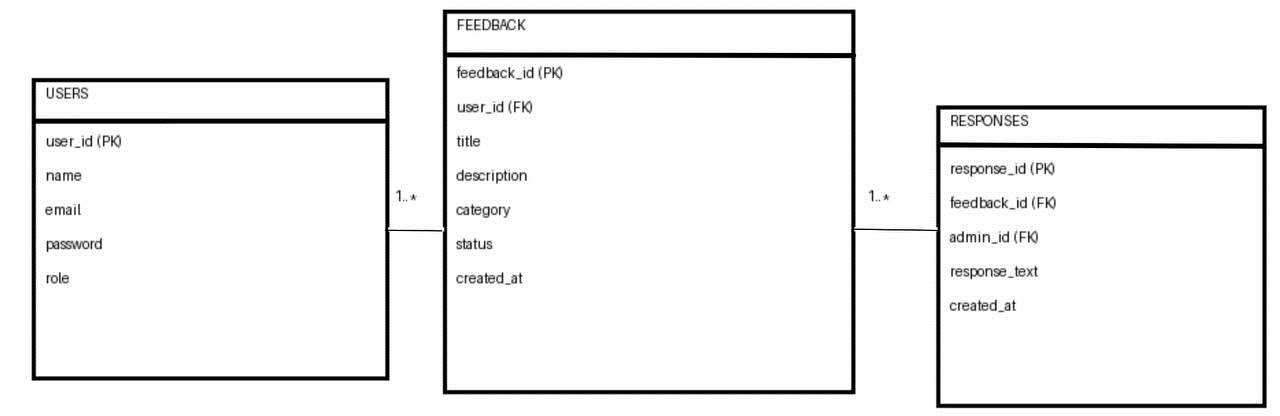 USERS
user_id (PK)
name
email
password
role
1..*
FEEDBACK
feedback_id (PK)
user_id (FK)
title
description
category
status
created_at
1..*
RESPONSES
response_id (PK)
feedback_id (FK)
admin_id (FK)
response_text
created_at